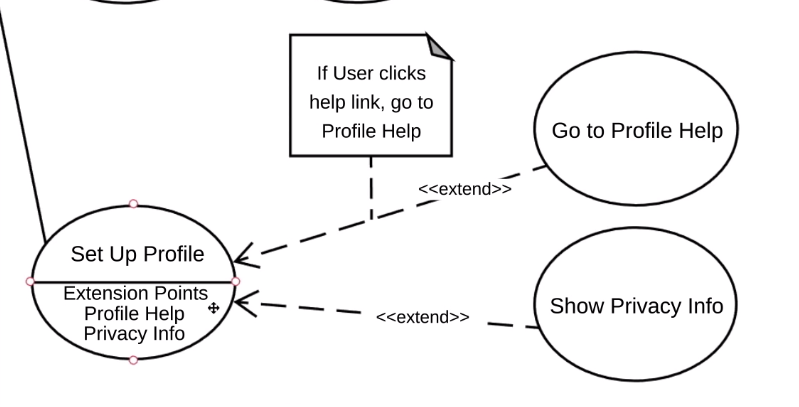 If User clicks
help link, go to
Profile Help
Go to Profile Help
<<extend>>
Set Up Profile
Extension Points
Profile Help
Privacy Info
Show Privacy Info
<<extend>>